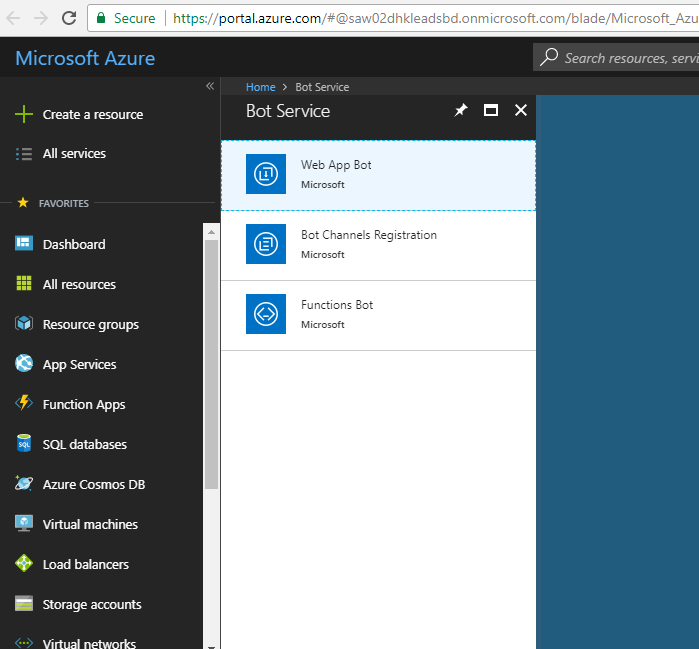 Secure
https://portal.azure.com/#@saw02dhkleadsbd.onmicrosoft.com/blade/Microsoft_Azu
Microsoft Azure
Search resources, servi
Home > Bot Service
Bot Service
Create a resource
All services
FAVORITES
Dashboard
All resources
Resource groups
App Services
Function Apps
SQL databases
Azure Cosmos DB
Virtual machines
Load balancers
Storage accounts
Virtual networks
Web App Bot
Microsoft
Bot Channels Registration
Microsoft
Functions Bot
Microsoft